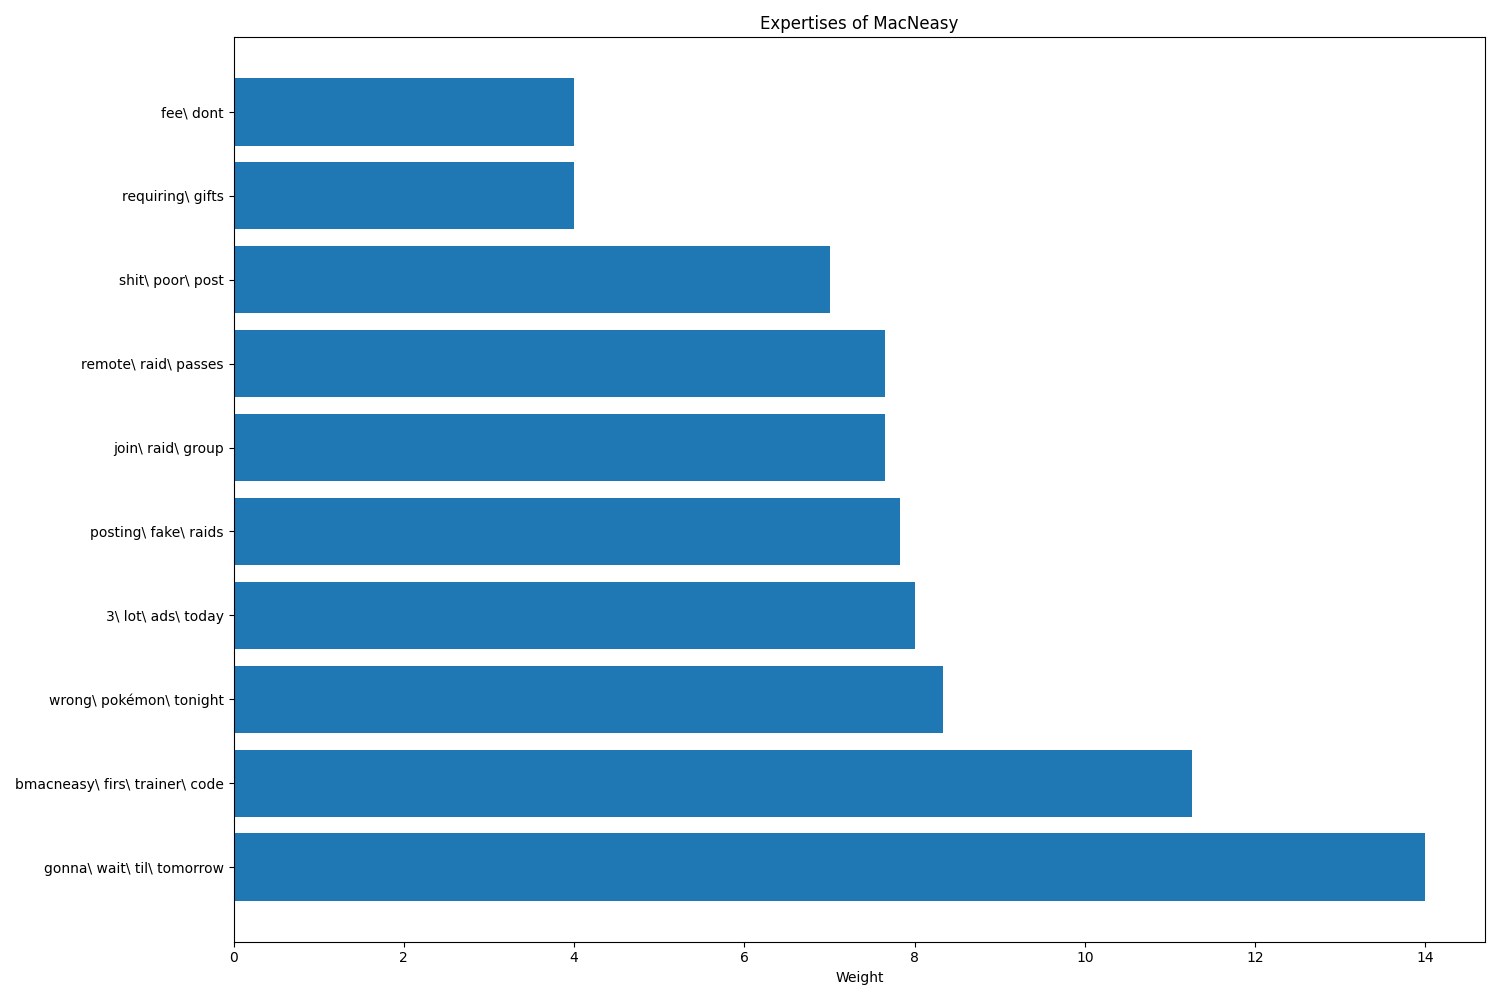 Expertises of MacNeasy
fee\ dont
requiring\ gifts
shit\ poor\ post
remote\ raid\ passes
join\ raid\ group
posting\ fake\ raids
3\ lot\ ads\ today
wrong\ pokémon\ tonight
bmacneasy\ firs\ trainer\ code
gonna\ wait\ til\ tomorrow
0 2 4 6 8 10 12 14
Weight